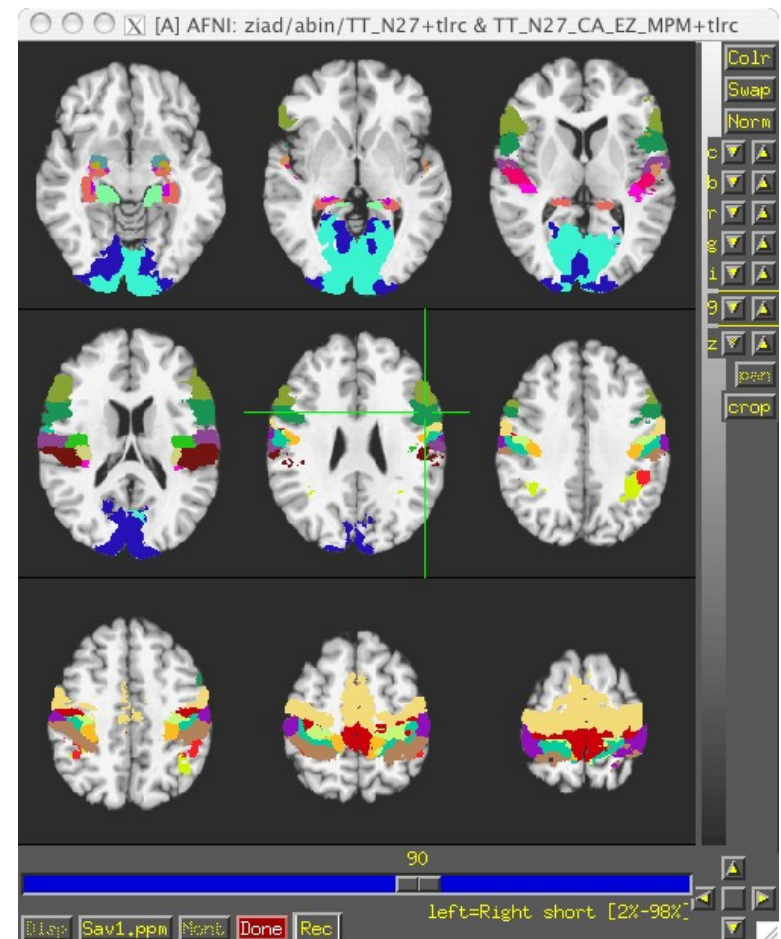 X [A] AFNI: ziad/abin/TT_N27+tlrc & TT_N27_CA_EZ_MPM+tlrc
Colr
Swap
Norm
c
b
r
g
i
9
z
pan
crop
90
left=Right short [2%-98%]
Disp Sav1.ppm Mont Done Rec